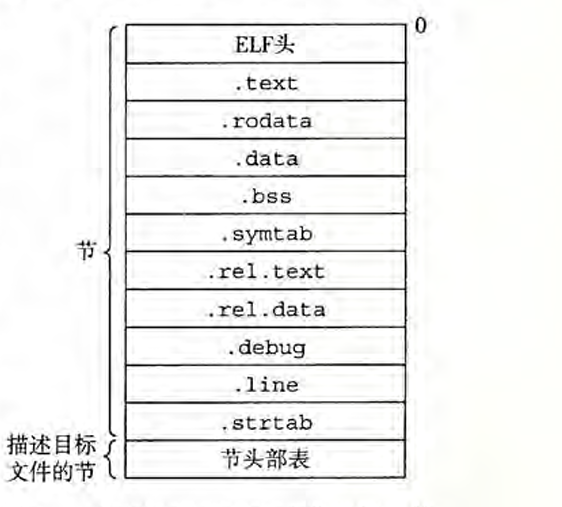 0
ELF头
.text
.rodata
.data
.bss
.symtab
节
.rel.text
.rel.data
.debug
.line
.strtab
描述目标
文件的节
节头部表